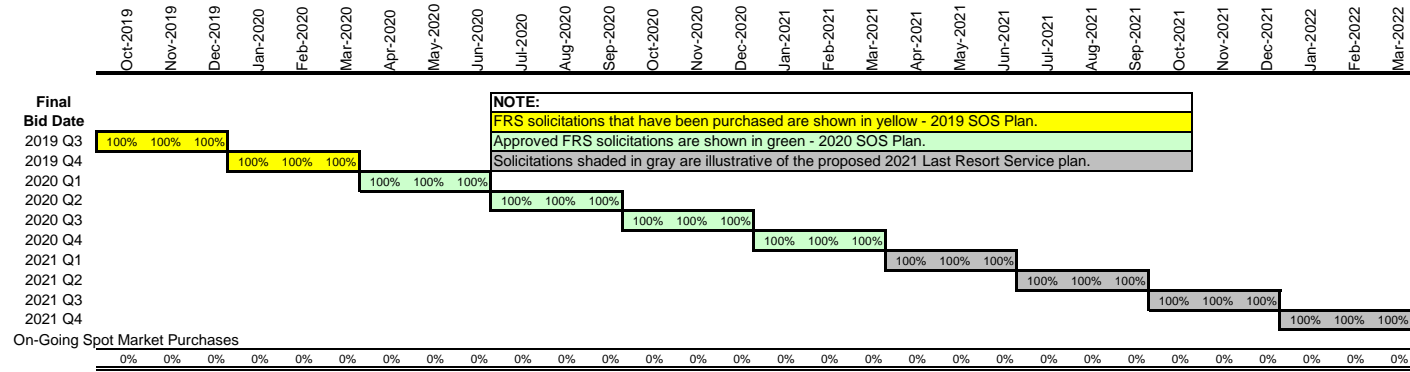 Oct-2019 Nov-2019 Dec-2019 Jan-2020 Feb-2020 Mar-2020 Apr-2020 May-2020 Jun-2020 Jul-2020 Aug-2020 Sep-2020 Oct-2020 Nov-2020 Dec-2020 Jan-2021 Feb-2021 Mar-2021 Apr-2021 May-2021 Jun-2021 Jul-2021 Aug-2021 Sep-2021 Oct-2021 Nov-2021 Dec-2021 Jan-2022 Feb-2022 Mar-2022
Final NOTE:
Bid Date FRS solicitations that have been purchased are shown in yellow - 2019 SOS Plan.
2019 Q3 100% 100% 100% Approved FRS solicitations are shown in green - 2020 SOS Plan.
2019 Q4 100% 100% 100% Solicitations shaded in gray are illustrative of the proposed 2021 Last Resort Service plan.
2020 Q1 100% 100% 100%
2020 Q2 100% 100% 100%
2020 Q3 100% 100% 100%
2020 Q4 100% 100% 100%
2021 Q1 100% 100% 100%
2021 Q2 100% 100% 100%
2021 Q3 100% 100% 100%
2021 Q4 100% 100% 100%
On-Going Spot Market Purchases
0% 0% 0% 0% 0% 0% 0% 0% 0% 0% 0% 0% 0% 0% 0% 0% 0% 0% 0% 0% 0% 0% 0% 0% 0% 0% 0% 0% 0% 0%